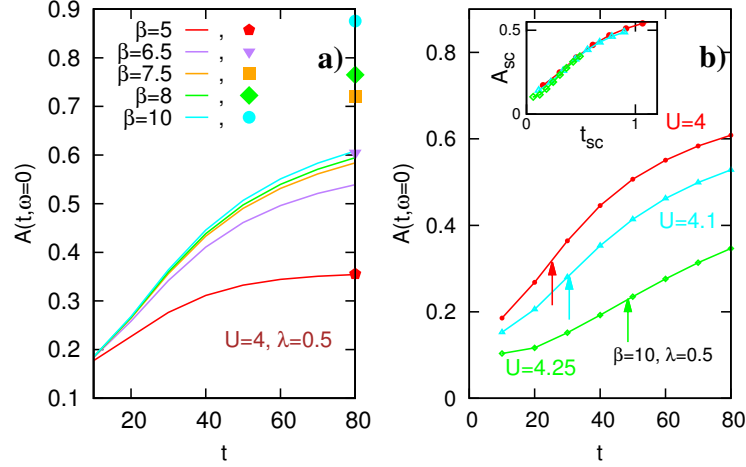 a)
β=5 ,
β=6.5 ,
β=7.5 ,
β=8 ,
β=10 ,
U=4, λ=0.5
A(t,ω=0)
0.9
0.8
0.7
0.6
0.5
0.4
0.3
0.2
0.1
20 40 60 80
t
b)
A_sc
0.5
0
0 1
t_sc
U=4
U=4.1
U=4.25
β=10, λ=0.5
A(t,ω=0)
0.8
0.6
0.4
0.2
0
0 20 40 60 80
t